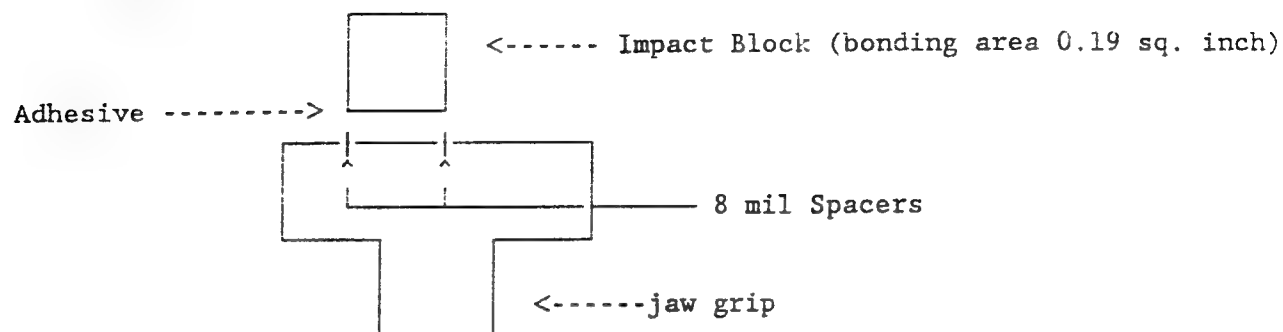 <------ Impact Block (bonding area 0.19 sq. inch)
Adhesive --------->
8 mil Spacers
<------jaw grip